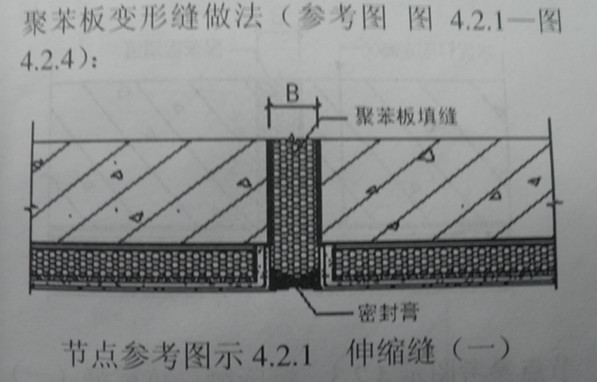 聚苯板变形缝做法（参考图 图 4.2.1—图
4.2.4）：
B
聚苯板填缝
密封膏
节点参考图示 4.2.1 伸缩缝（一）